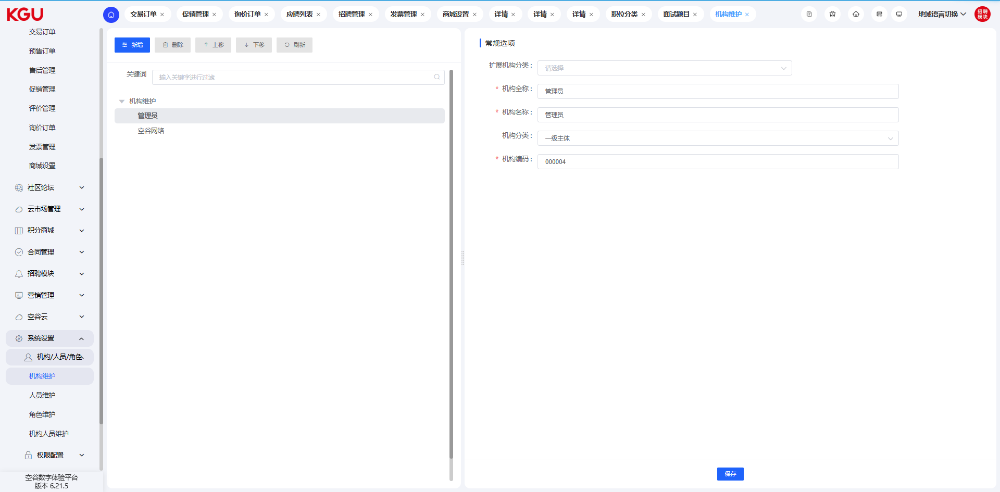 KGU
交易订单
促销管理
询价订单
应聘列表
招聘管理
发票管理
商城设置
详情
详情
详情
职位分类
面试题目
机构维护
地域语言切换
招聘
模块
交易订单
预售订单
售后管理
促销管理
评价管理
询价订单
发票管理
商城设置
社区论坛
云市场管理
积分商城
合同管理
招聘模块
营销管理
空谷云
系统设置
机构/人员/角色
机构维护
人员维护
角色维护
机构人员维护
权限配置
空谷数字体验平台
版本 6.21.5
新增
删除
上移
下移
刷新
关键词
输入关键字进行过滤
机构维护
管理员
空谷网络
常规选项
扩展机构分类： 请选择
* 机构全称： 管理员
* 机构名称： 管理员
机构分类： 一级主体
* 机构编码： 000004
保存